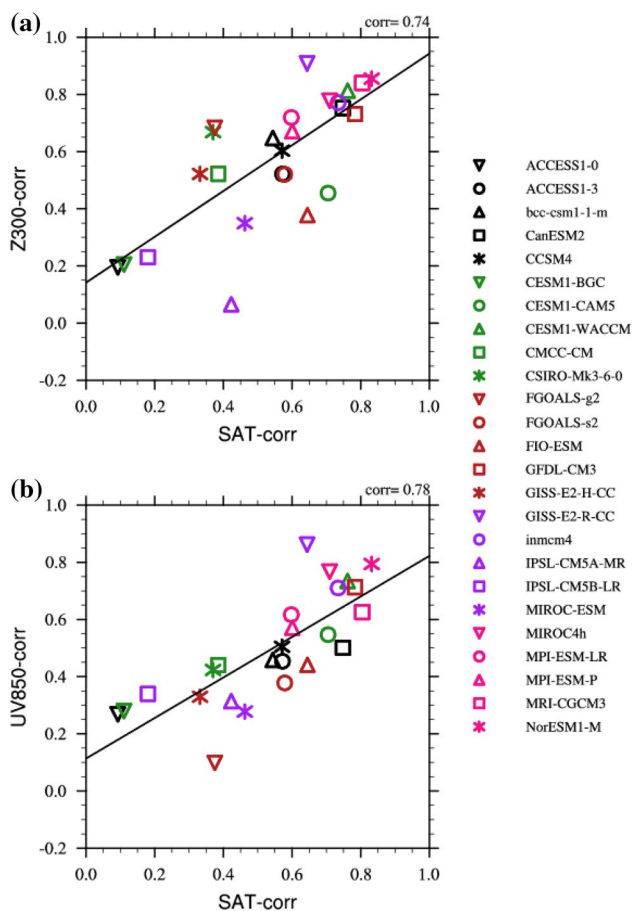 (a)
corr= 0.74
1.0
0.8
0.6
0.4
0.2
0.0
-0.2
Z300-corr
0.0 0.2 0.4 0.6 0.8 1.0
SAT-corr
(b)
corr= 0.78
1.0
0.8
0.6
0.4
0.2
0.0
-0.2
UV850-corr
0.0 0.2 0.4 0.6 0.8 1.0
SAT-corr
ACCESS1-0
ACCESS1-3
bcc-csm1-1-m
CanESM2
CCSM4
CESM1-BGC
CESM1-CAM5
CESM1-WACCM
CMCC-CM
CSIRO-Mk3-6-0
FGOALS-g2
FGOALS-s2
FIO-ESM
GFDL-CM3
GISS-E2-H-CC
GISS-E2-R-CC
inmcm4
IPSL-CM5A-MR
IPSL-CM5B-LR
MIROC-ESM
MIROC4h
MPI-ESM-LR
MPI-ESM-P
MRI-CGCM3
NorESM1-M